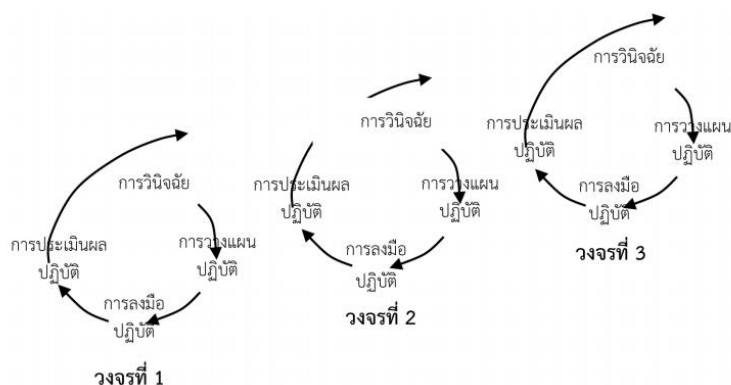 การวินิจฉัย
การวางแผน
ปฏิบัติ
การลงมือ
ปฏิบัติ
การประเมินผล
ปฏิบัติ
วงจรที่ 1
การวินิจฉัย
การวางแผน
ปฏิบัติ
การลงมือ
ปฏิบัติ
การประเมินผล
ปฏิบัติ
วงจรที่ 2
การวินิจฉัย
การวางแผน
ปฏิบัติ
การลงมือ
ปฏิบัติ
การประเมินผล
ปฏิบัติ
วงจรที่ 3